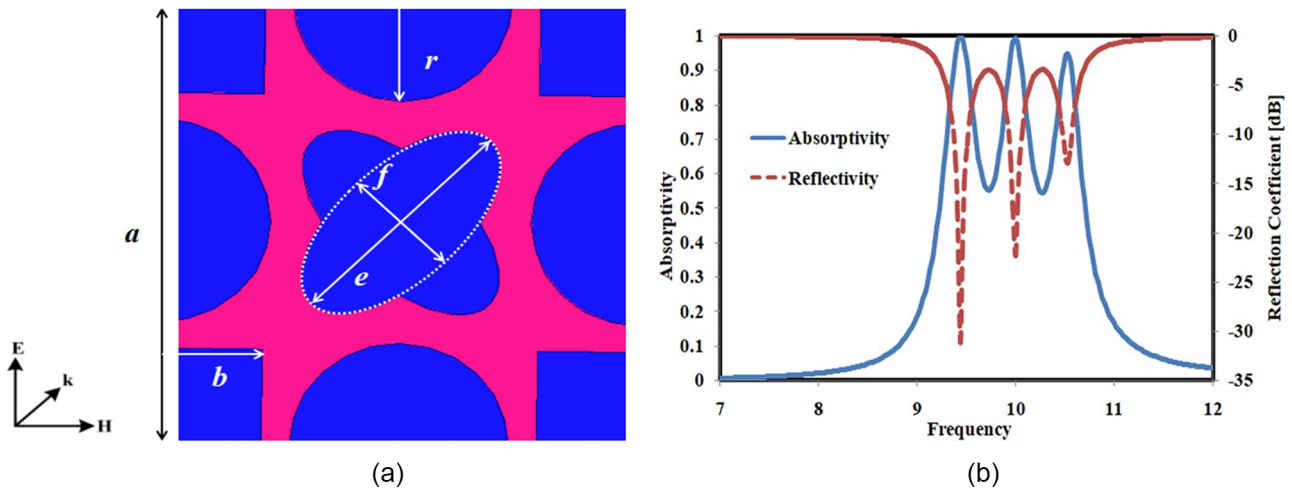 a
r
f
e
b
E
k
H
(a)
1
0.9
0.8
0.7
0.6
0.5
0.4
0.3
0.2
0.1
0
Absorptivity
Absorptivity
Reflectivity
0
-5
-10
-15
-20
-25
-30
-35
Reflection Coefficient [dB]
7 8 9 10 11 12
Frequency
(b)